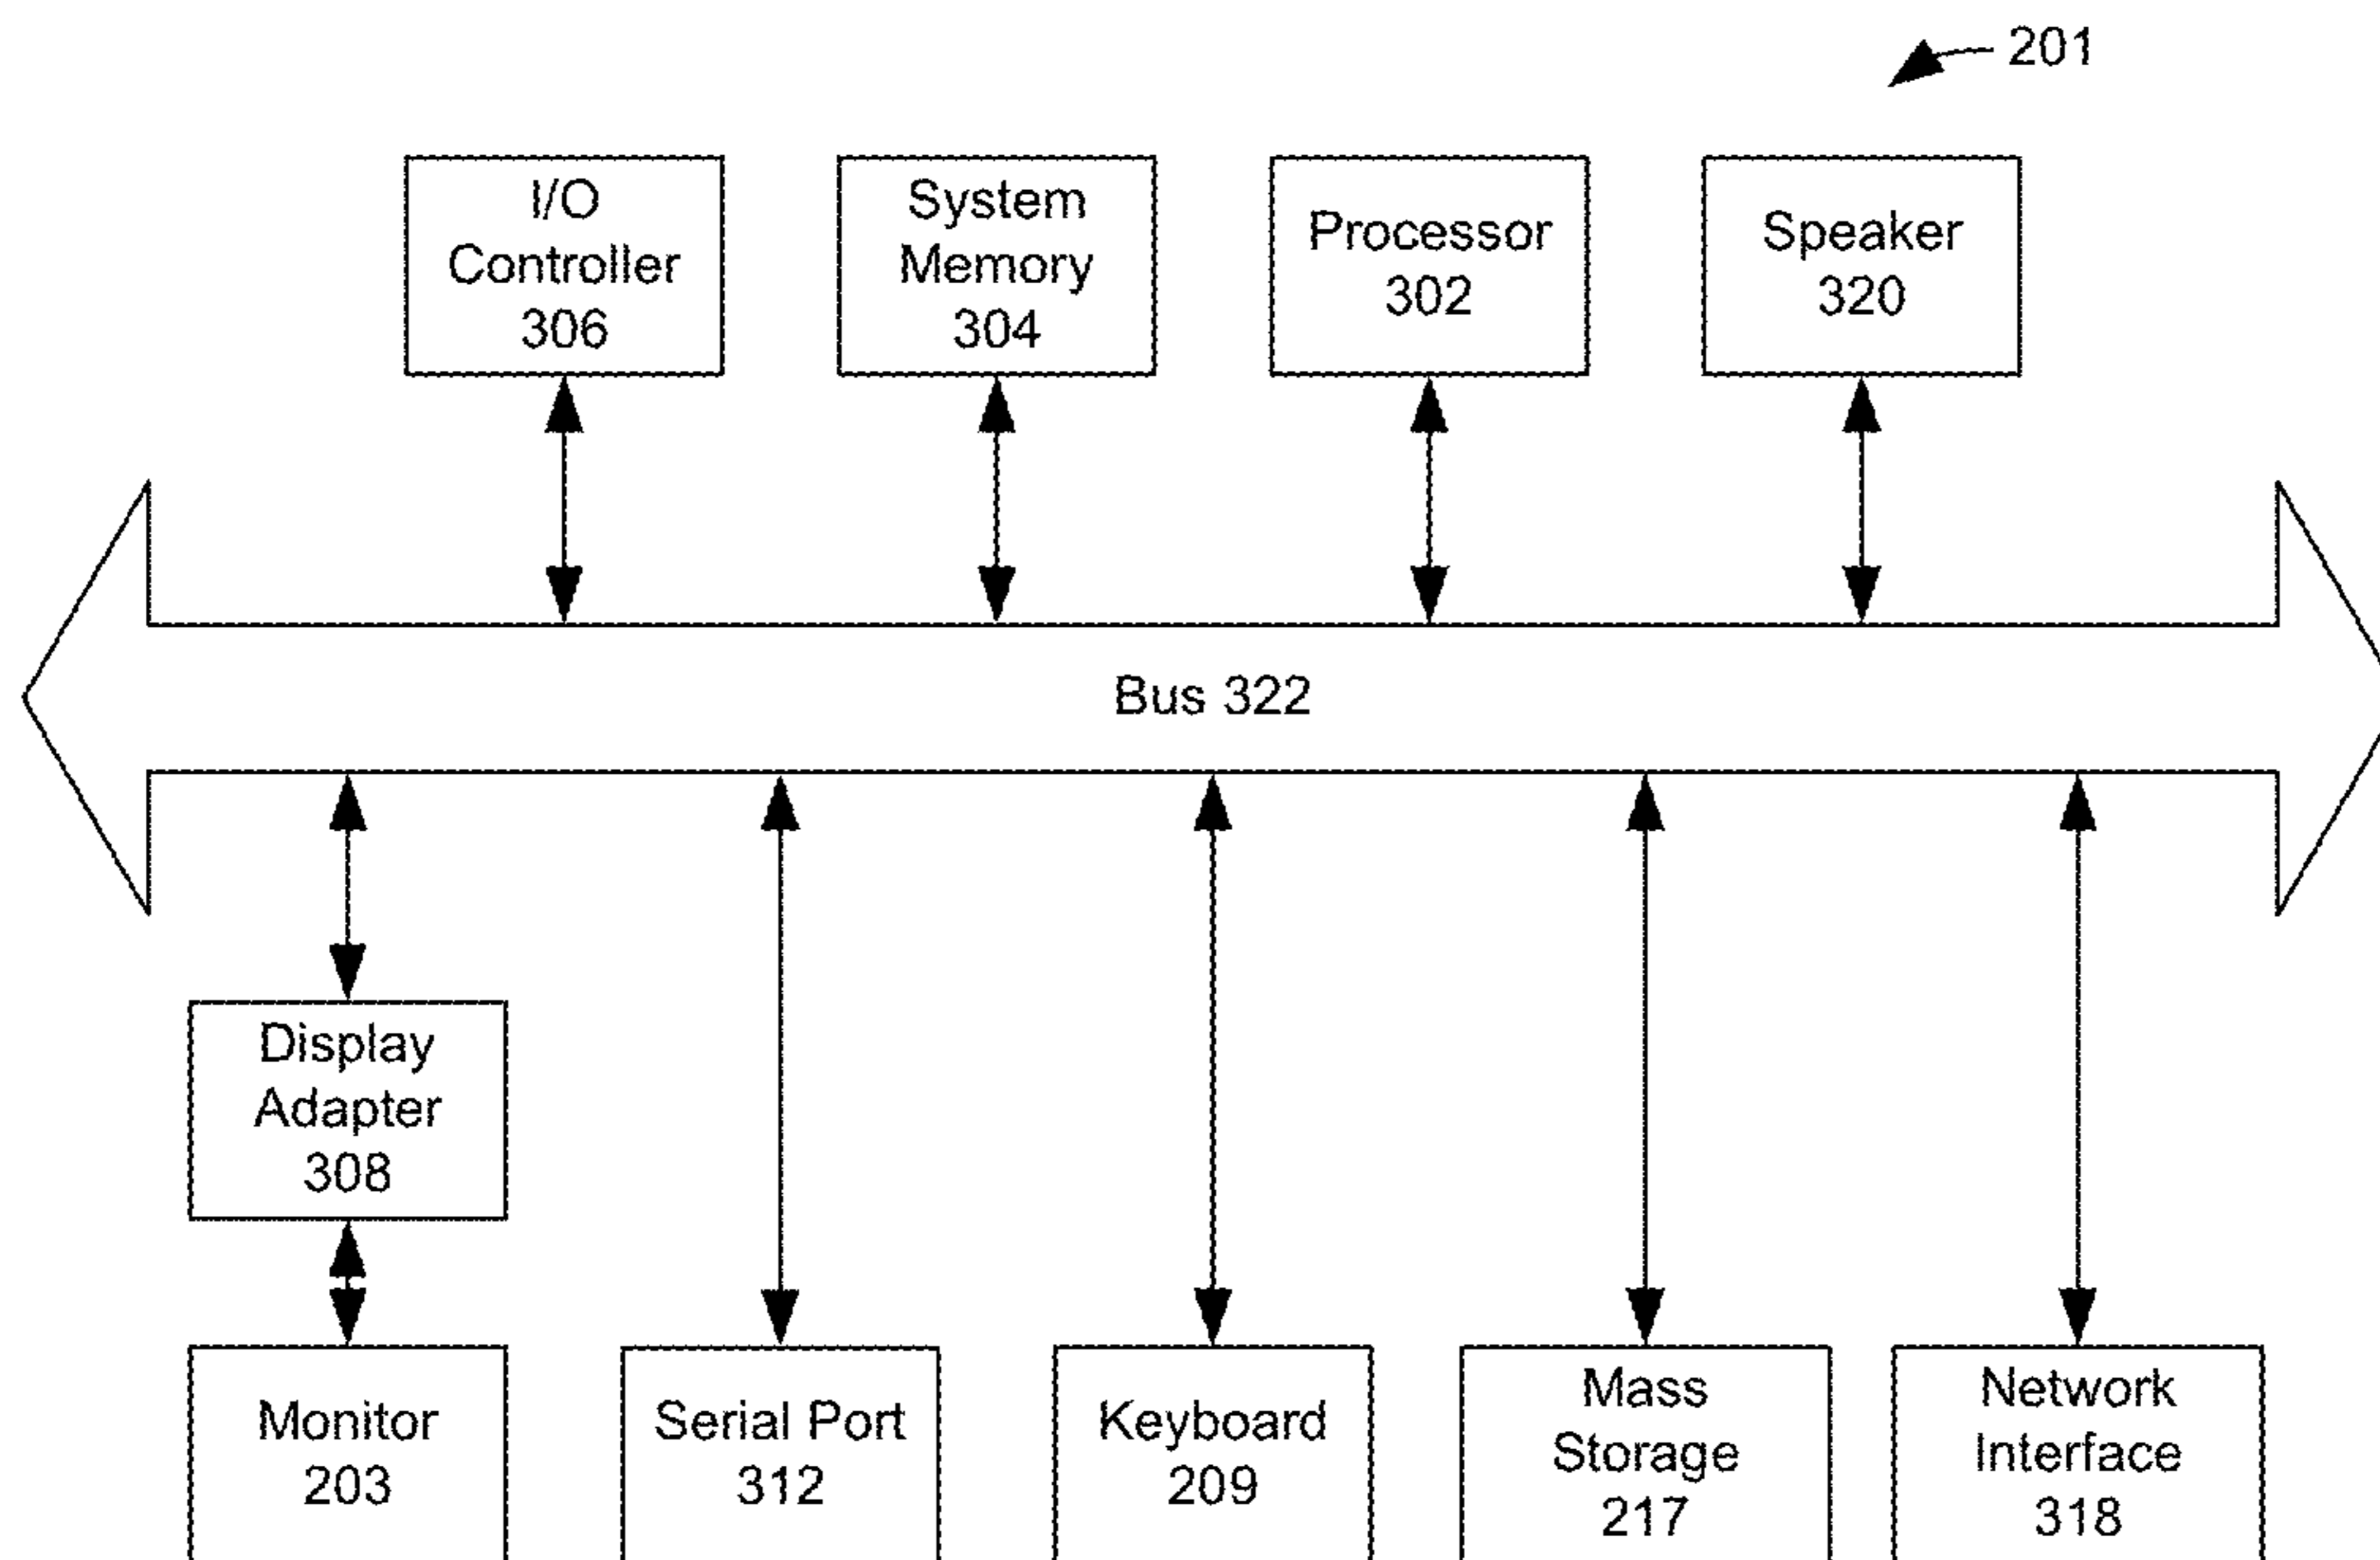 201
I/O
Controller
306
System
Memory
304
Processor
302
Speaker
320
Bus 322
Display
Adapter
308
Monitor
203
Serial Port
312
Keyboard
209
Mass
Storage
217
Network
Interface
318